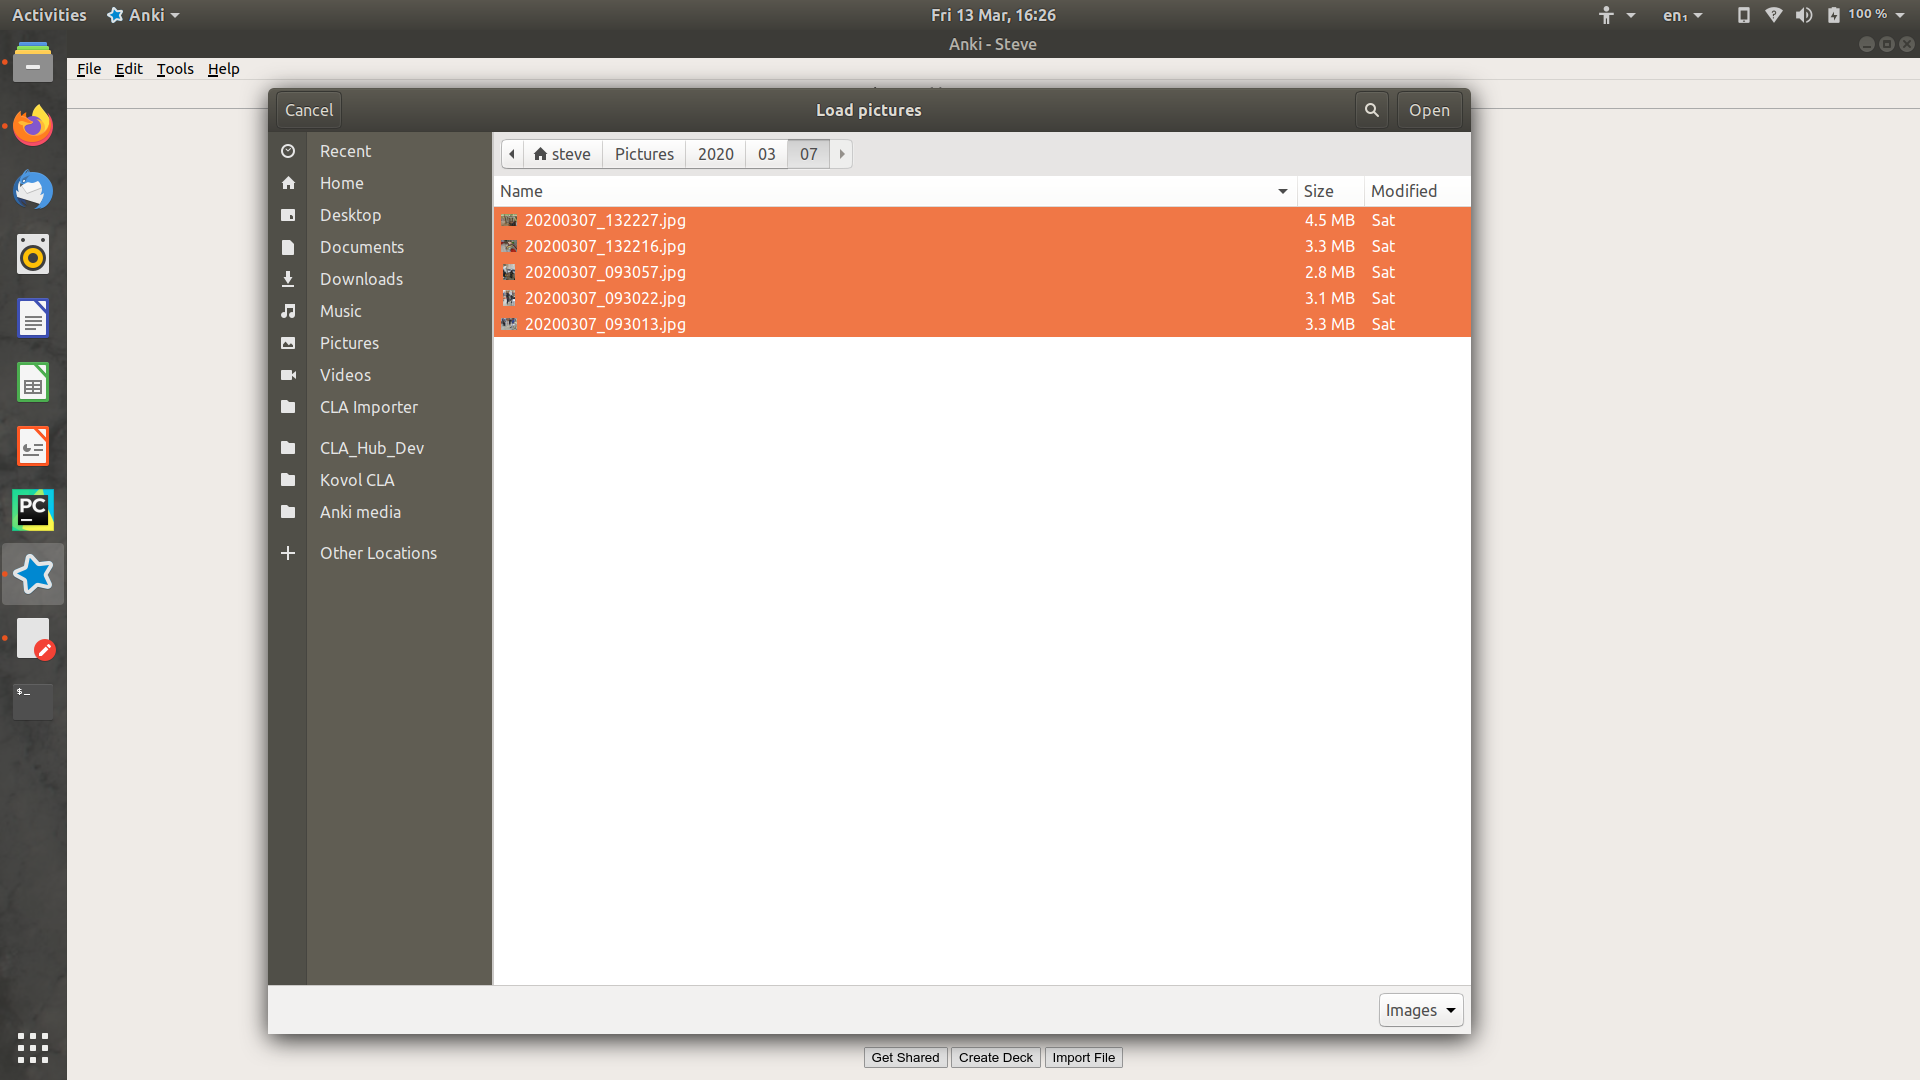 Activities Anki Fri 13 Mar, 16:26 en₁ 100 %
Anki - Steve
File Edit Tools Help
Cancel Load pictures Open
Recent
Home
Desktop
Documents
Downloads
Music
Pictures
Videos
CLA Importer
CLA_Hub_Dev
Kovol CLA
Anki media
Other Locations
steve Pictures 2020 03 07
Name Size Modified
20200307_132227.jpg 4.5 MB Sat
20200307_132216.jpg 3.3 MB Sat
20200307_093057.jpg 2.8 MB Sat
20200307_093022.jpg 3.1 MB Sat
20200307_093013.jpg 3.3 MB Sat
Images
Get Shared Create Deck Import File
PC
$_